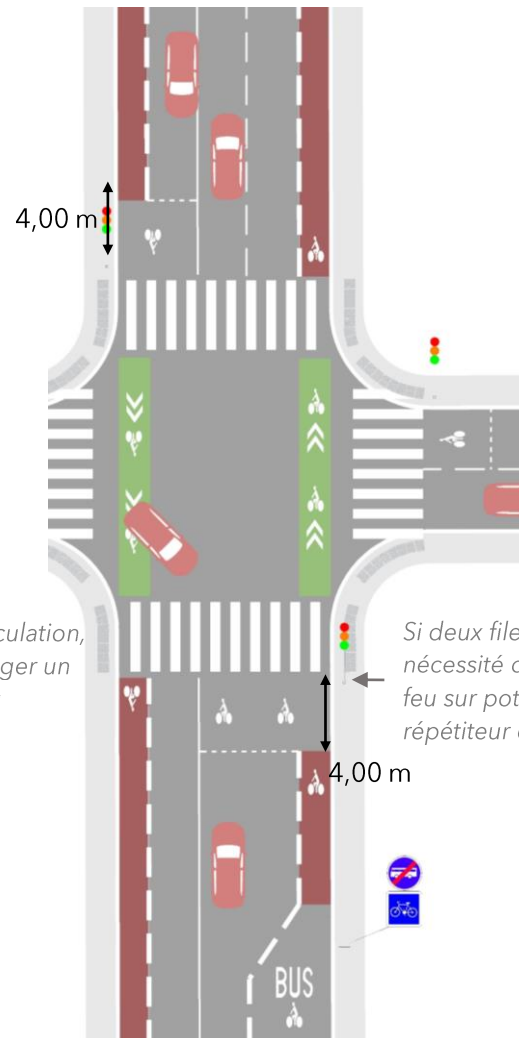 4,00 m
culation,
ger un
Si deux file
nécessité d
feu sur pot
répétiteur
4,00 m
BUS